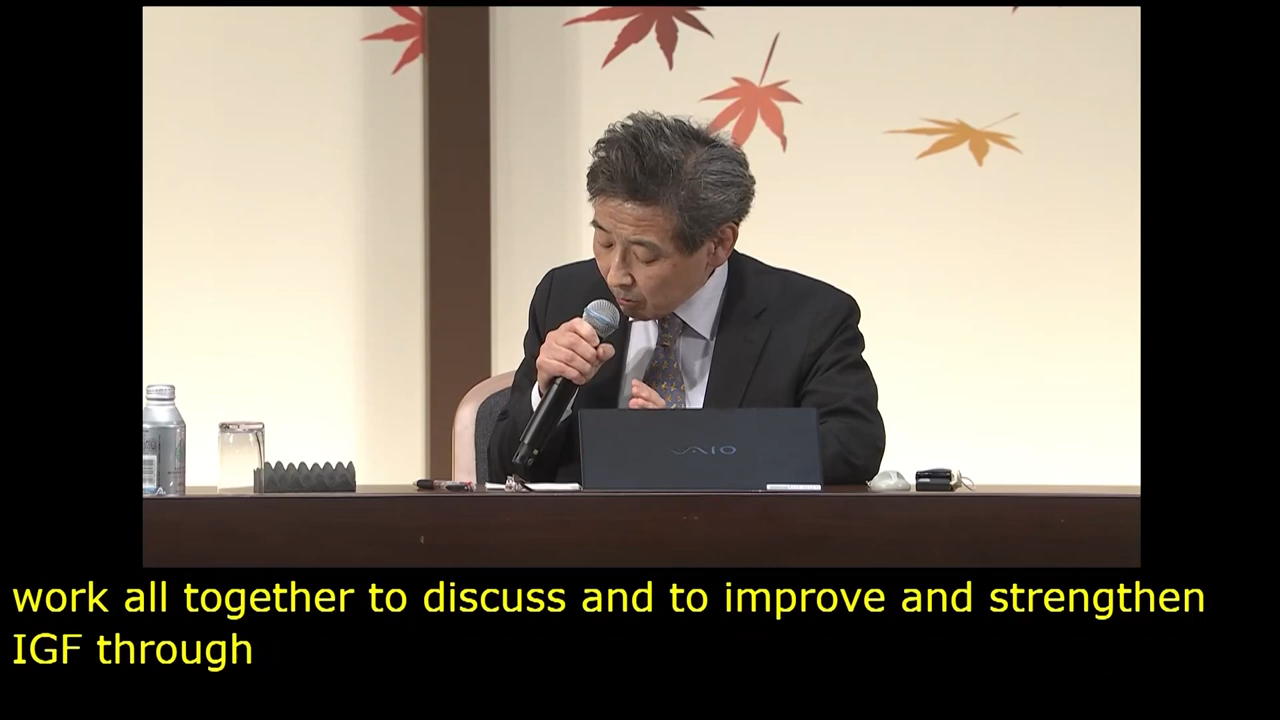 VAIO
work all together to discuss and to improve and strengthen
IGF through